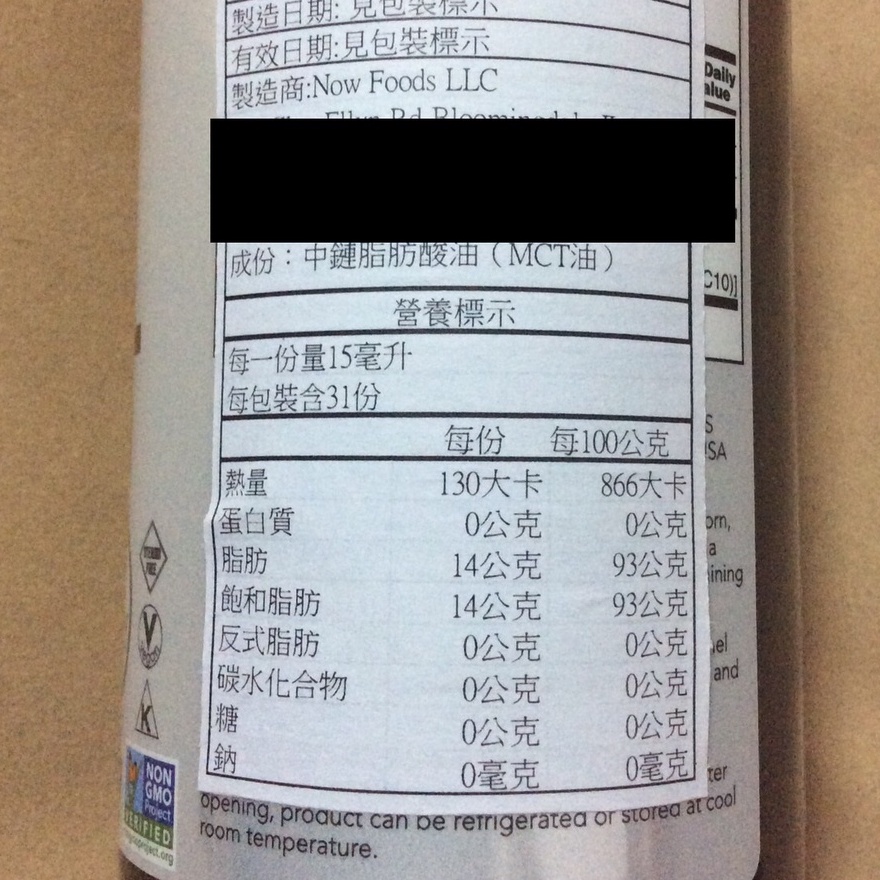 製造日期: 見包裝標示
有效日期:見包裝標示
製造商:Now Foods LLC
Rd Bloomingdale
成份：中鏈脂肪酸油（MCT油）
營養標示
每一份量15毫升
每包裝含31份
每份 每100公克
熱量 130大卡 866大卡
蛋白質 0公克 0公克
脂肪 14公克 93公克
飽和脂肪 14公克 93公克
反式脂肪 0公克 0公克
碳水化合物 0公克 0公克
糖 0公克 0公克
鈉 0毫克 0毫克
Daily
C10)]
and
opening, product can be refrigerated or stored at cool
room temperature.
V
K
NON
GMO
Project
VERIFIED